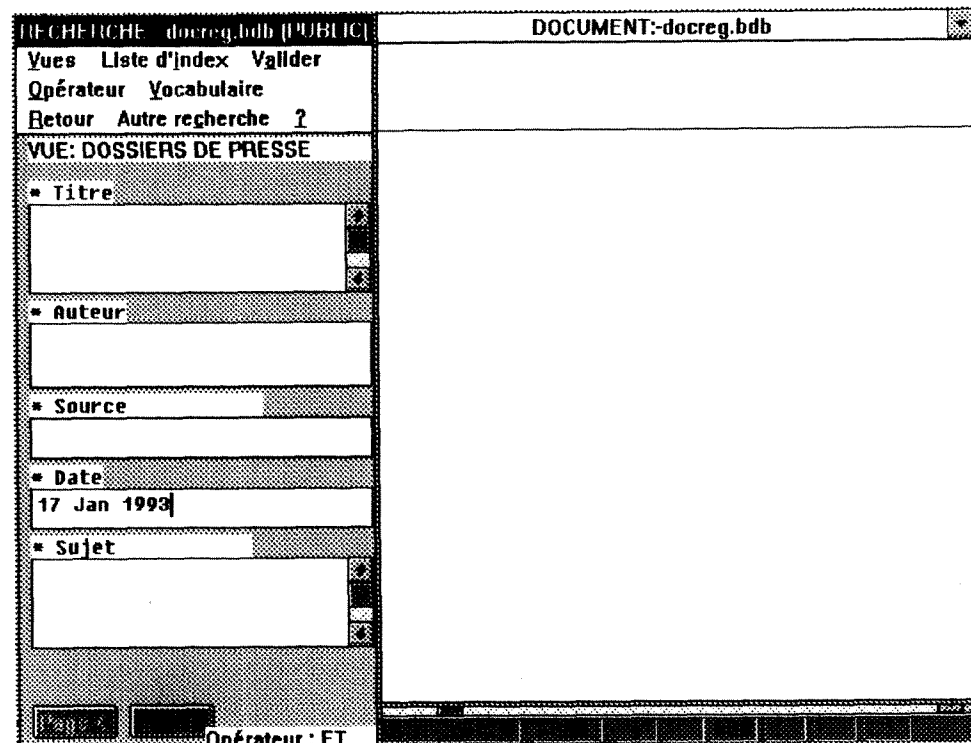 RECHERCHE docreg.bdb [PUBLIC]
Vues Liste d'Index Valider
Opérateur Vocabulaire
Retour Autre recherche ?
VUE: DOSSIERS DE PRESSE
* Titre
* Auteur
* Source
* Date
17 Jan 1993
* Sujet
Opérateur : ET
DOCUMENT:-docreg.bdb